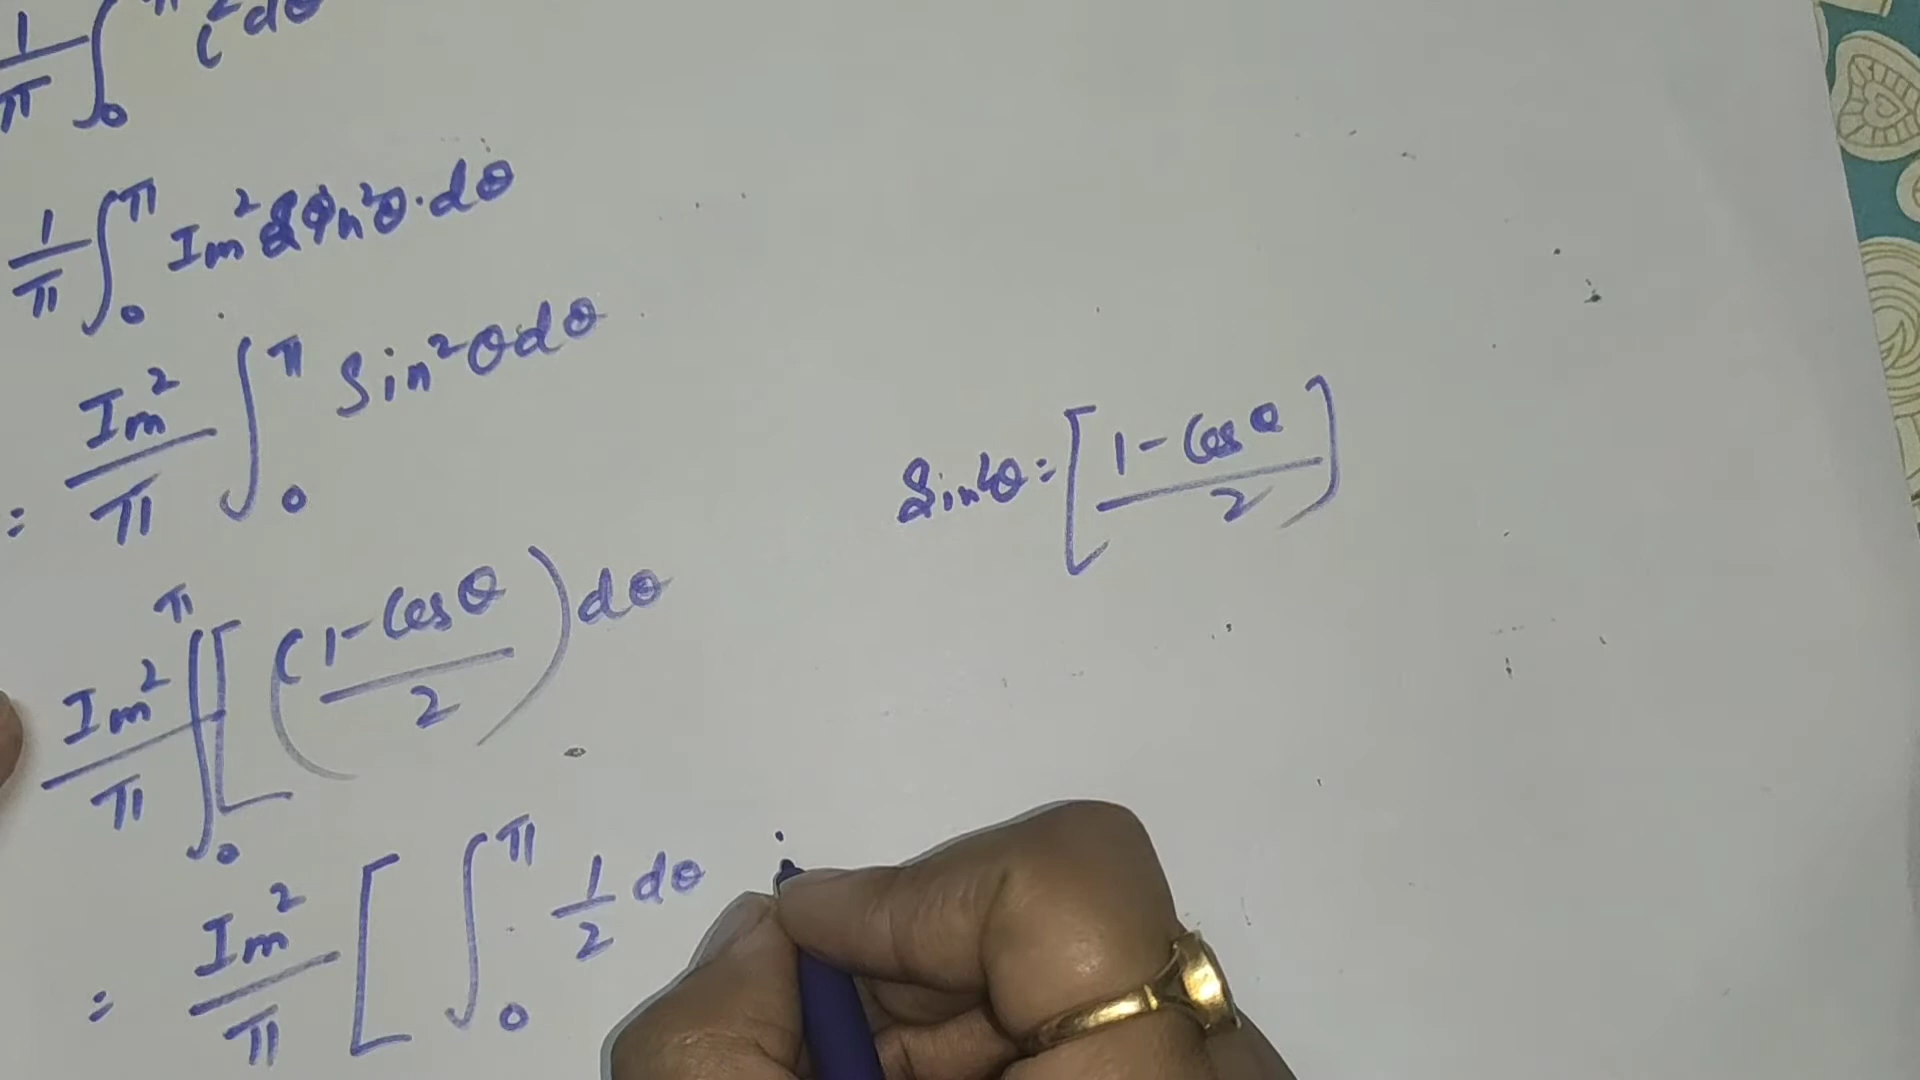 1/π ∫₀^π i² dθ
1/π ∫₀^π Im² Sin²θ · dθ
= Im²/π ∫₀^π Sin²θ dθ
Sin²θ = [1 - Cos θ / 2]
Im²/π ∫₀^π [(1 - Cos θ / 2) dθ
= Im²/π [∫₀^π 1/2 dθ